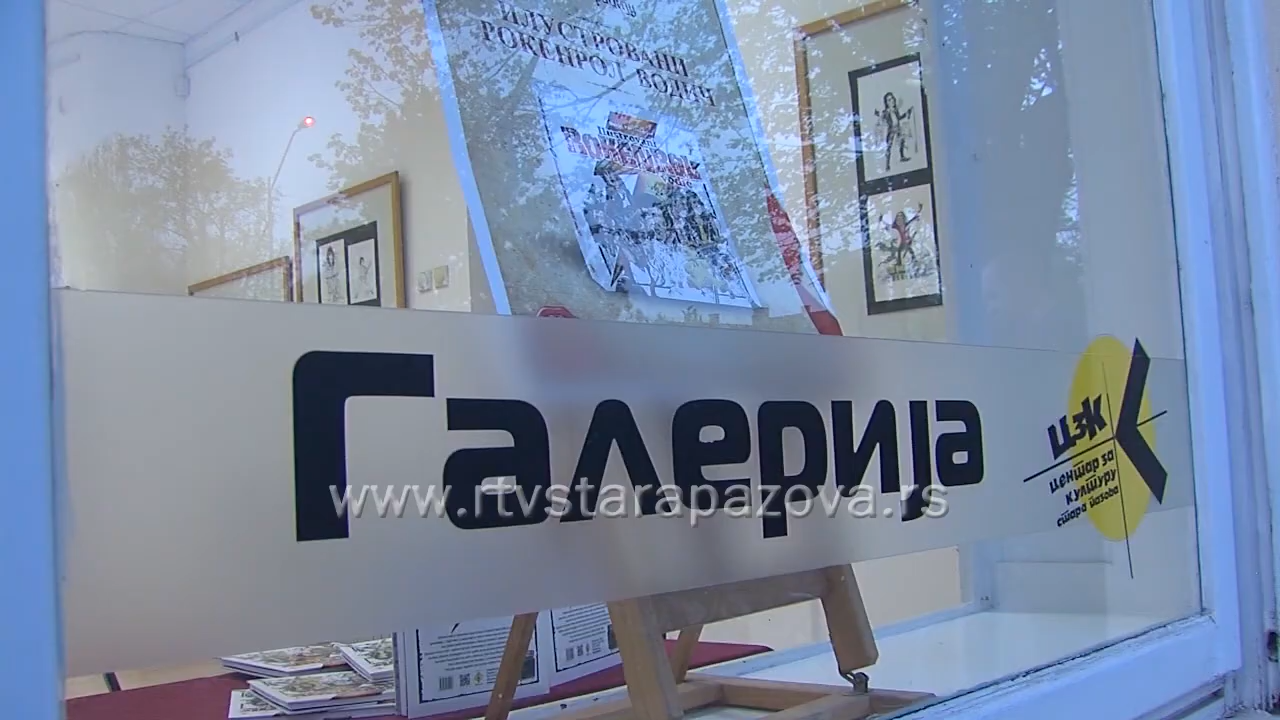 ИЛУСТРОВАНИ
РОКЕНРОЛ ВОДИЧ
Галерија
цзк
центар за
културу
стара пазова
www.rtvstarapazova.rs